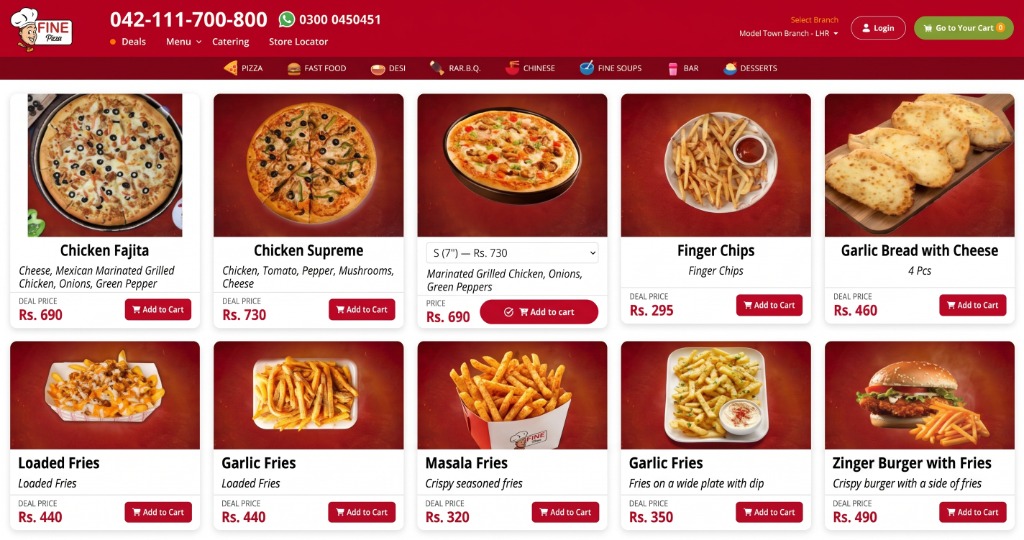 FINE
Pizza
042-111-700-800 0300 0450451
Deals Menu Catering Store Locator
Select Branch
Model Town Branch - LHR
Login
Go to Your Cart 0
PIZZA FAST FOOD DESI RAR.B.Q. CHINESE FINE SOUPS BAR DESSERTS
Chicken Fajita
Cheese, Mexican Marinated Grilled
Chicken, Onions, Green Pepper
DEAL PRICE
Rs. 690
Add to Cart
Chicken Supreme
Chicken, Tomato, Pepper, Mushrooms,
Cheese
DEAL PRICE
Rs. 730
Add to Cart
S (7") — Rs. 730
Marinated Grilled Chicken, Onions,
Green Peppers
PRICE
Rs. 690
Add to cart
Finger Chips
Finger Chips
DEAL PRICE
Rs. 295
Add to Cart
Garlic Bread with Cheese
4 Pcs
DEAL PRICE
Rs. 460
Add to Cart
Loaded Fries
Loaded Fries
DEAL PRICE
Rs. 440
Add to Cart
Garlic Fries
Loaded Fries
DEAL PRICE
Rs. 440
Add to Cart
FINE
Masala Fries
Crispy seasoned fries
DEAL PRICE
Rs. 320
Add to Cart
Garlic Fries
Fries on a wide plate with dip
DEAL PRICE
Rs. 350
Add to Cart
Zinger Burger with Fries
Crispy burger with a side of fries
DEAL PRICE
Rs. 490
Add to Cart